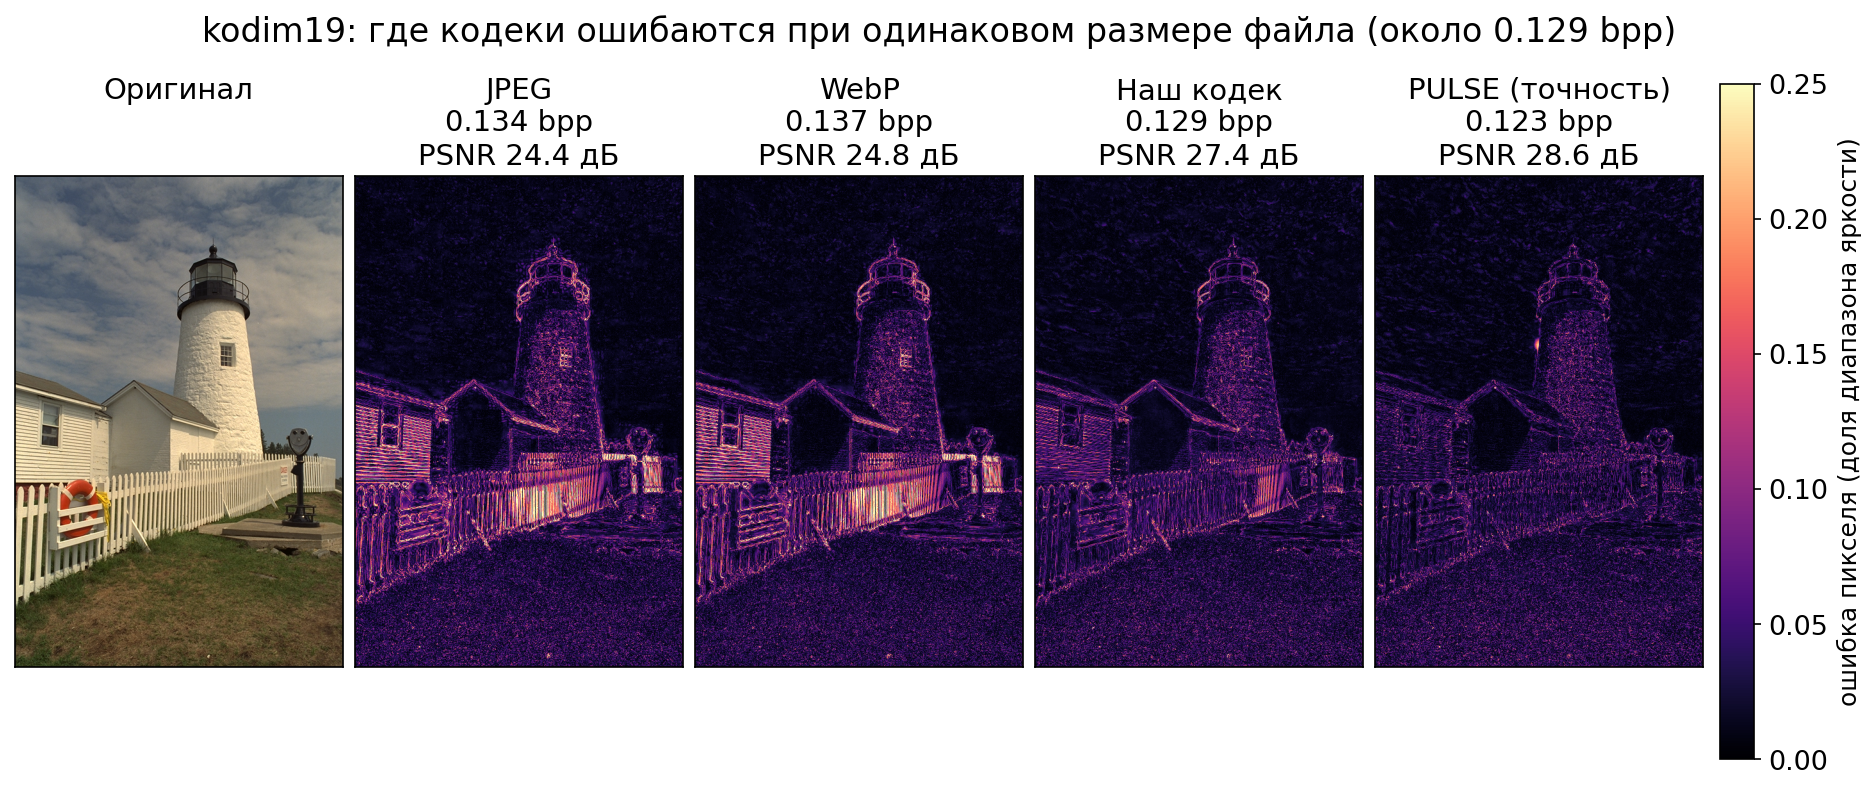 kodim19: где кодеки ошибаются при одинаковом размере файла (около 0.129 bpp)
Оригинал
JPEG
0.134 bpp
PSNR 24.4 дБ
WebP
0.137 bpp
PSNR 24.8 дБ
Наш кодек
0.129 bpp
PSNR 27.4 дБ
PULSE (точность)
0.123 bpp
PSNR 28.6 дБ
0.25
0.20
0.15
0.10
0.05
0.00
ошибка пикселя (доля диапазона яркости)